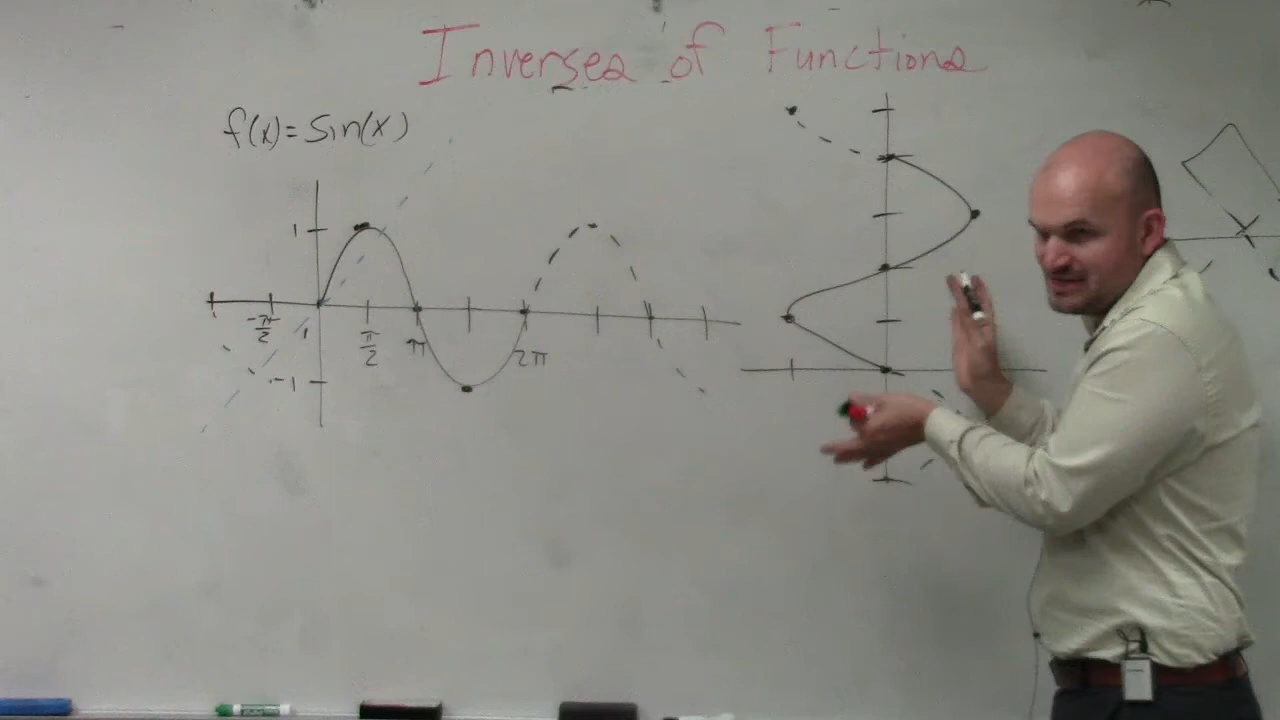 Inverses of Functions
f(x)=Sin(x)
1
-π/2
π/2
π
2π
-1